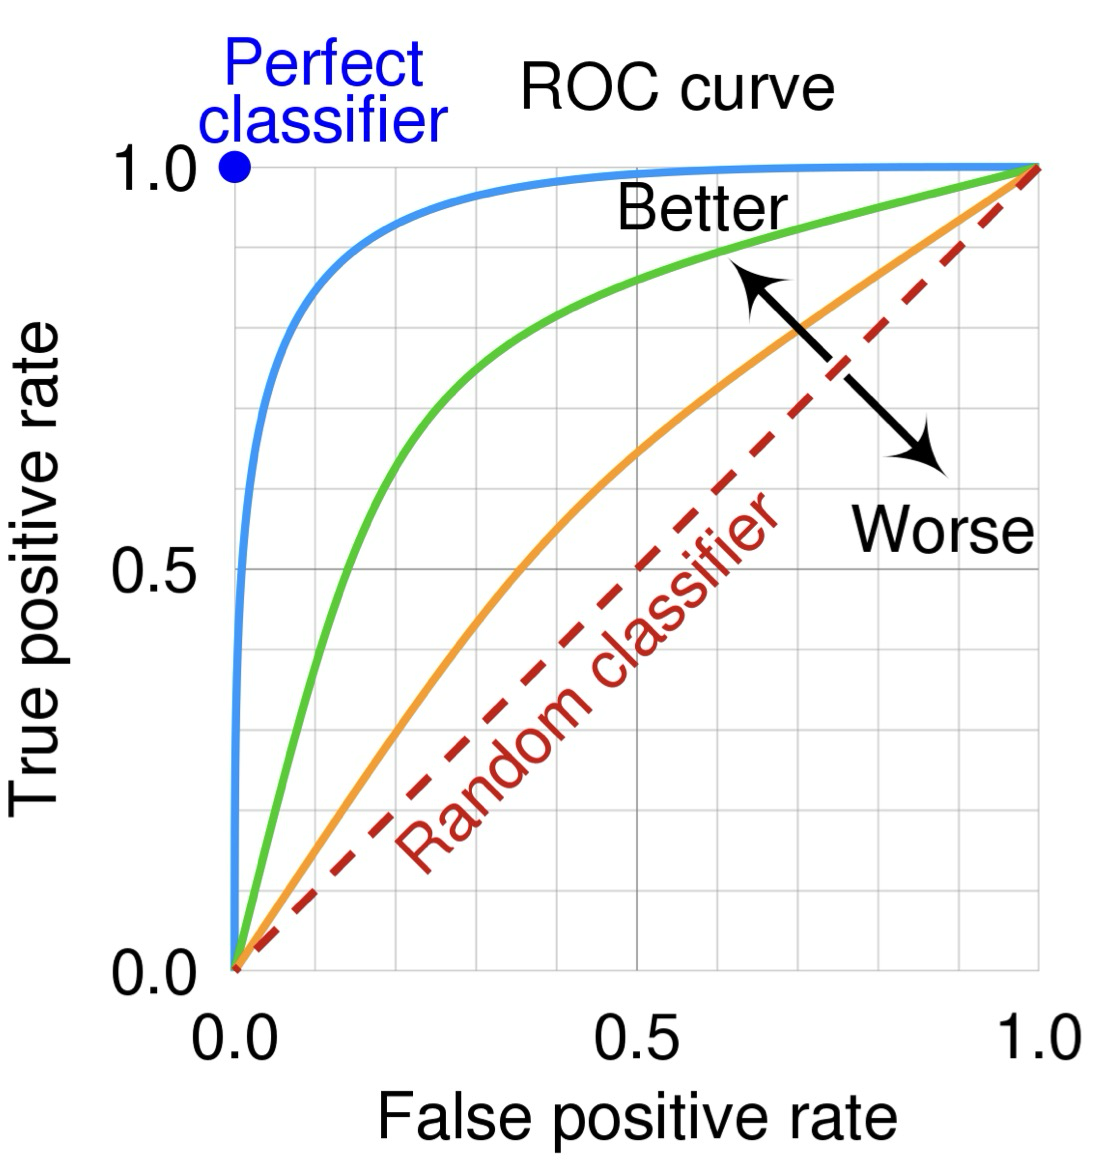 Perfect
classifier
ROC curve
1.0
Better
True positive rate
0.5
Worse
Random classifier
0.0
0.0
0.5
1.0
False positive rate